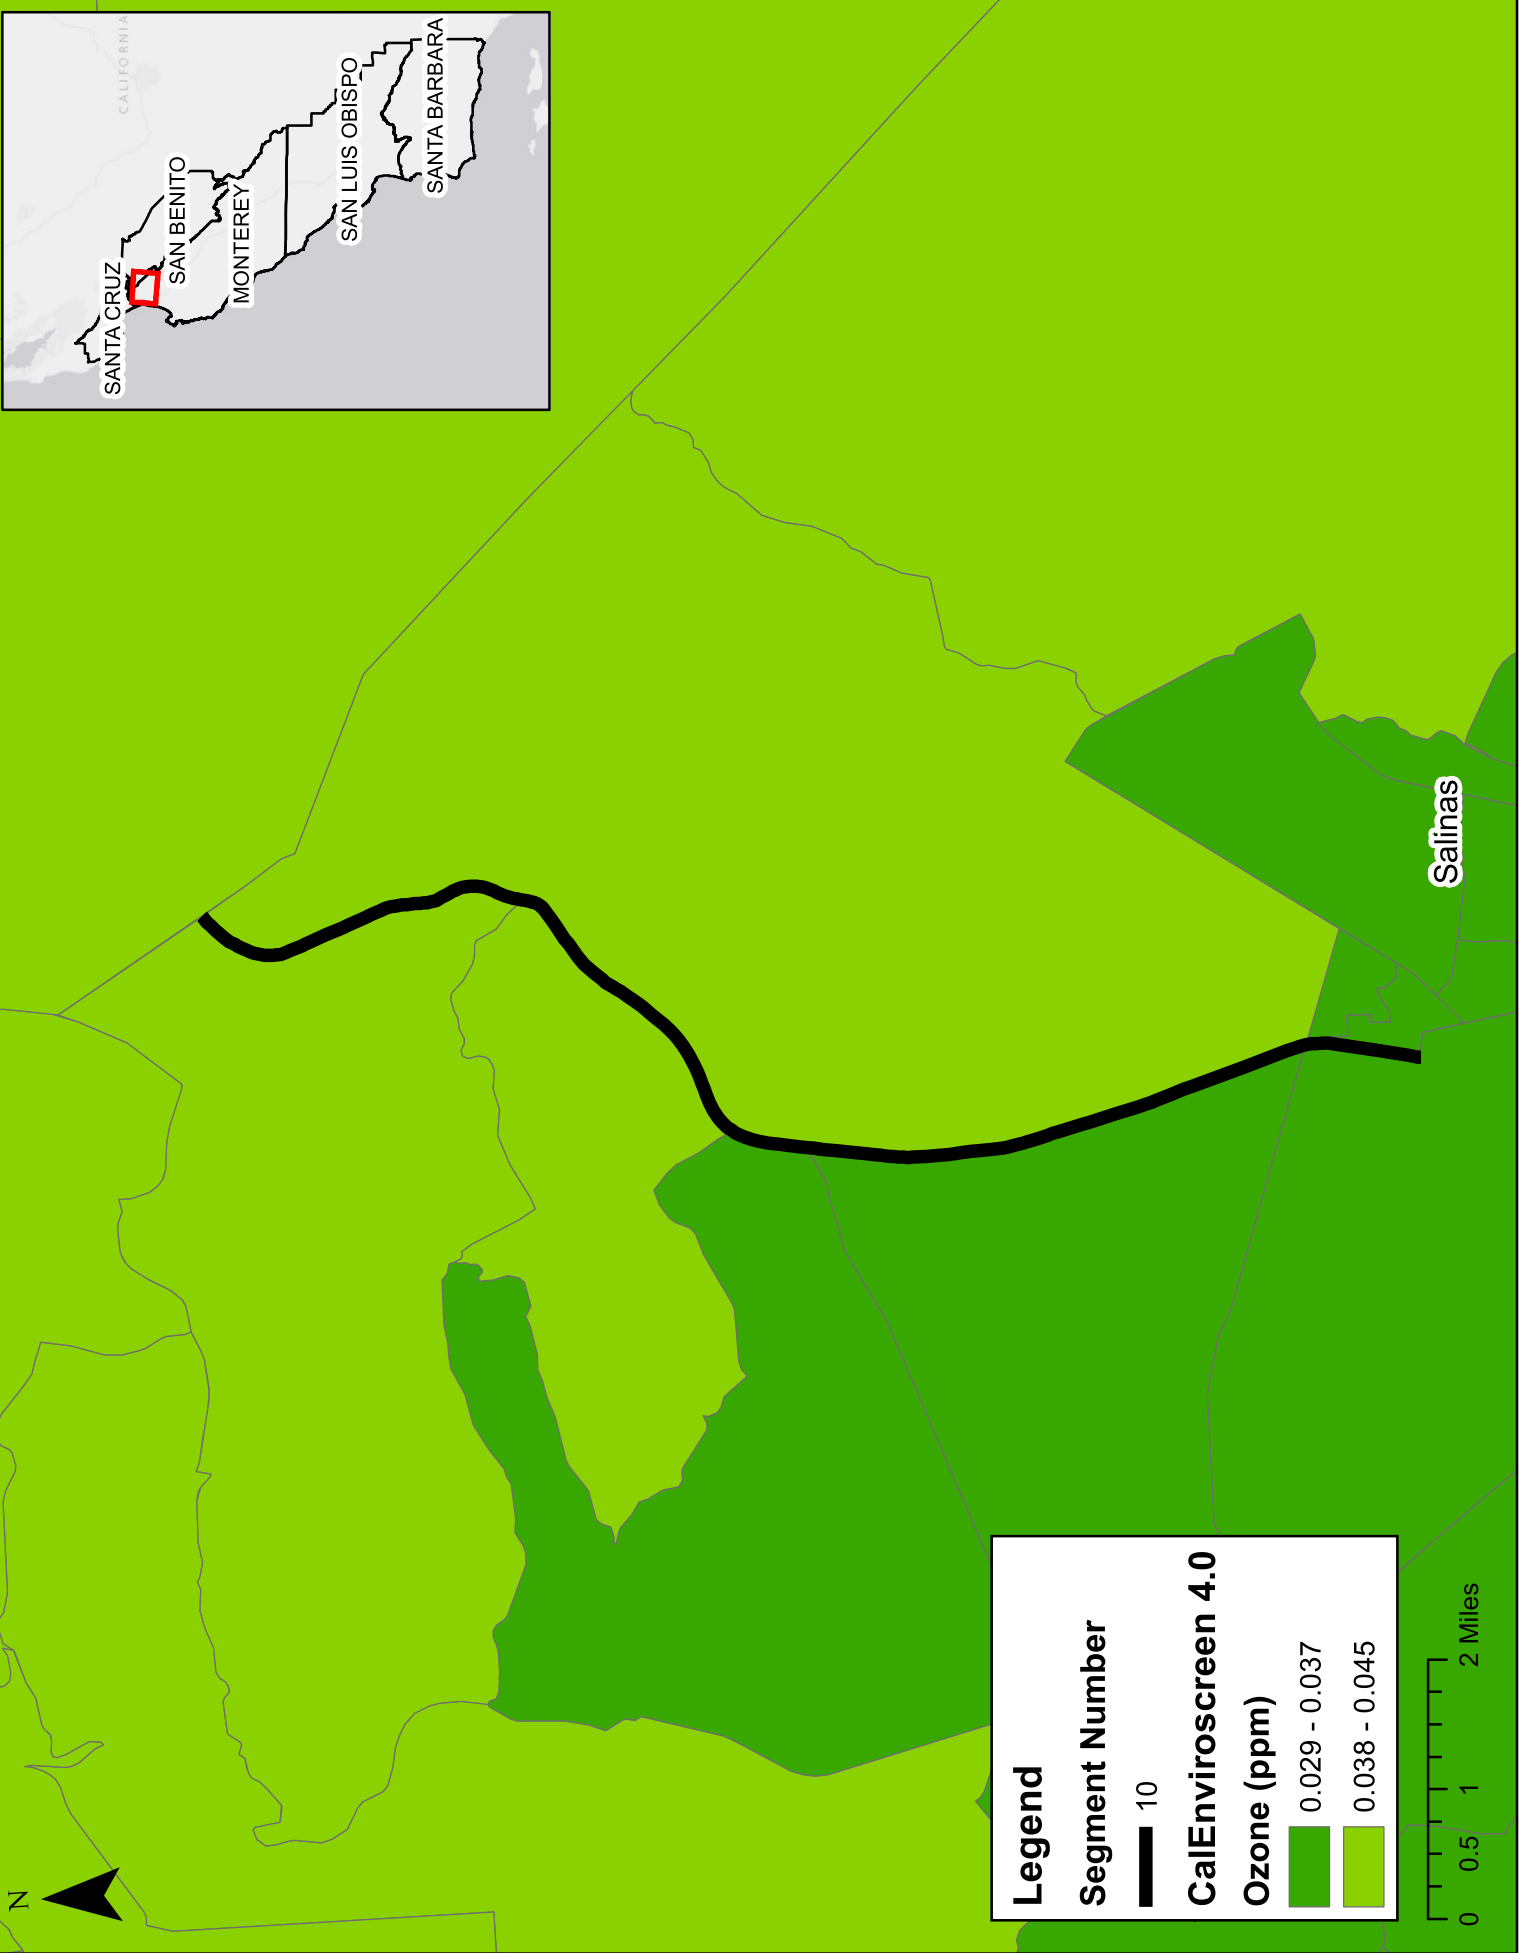 N
CALIFORNIA
SANTA CRUZ
SAN BENITO
MONTEREY
SAN LUIS OBISPO
SANTA BARBARA
Salinas
Legend
Segment Number
10
CalEnviroscreen 4.0
Ozone (ppm)
0.029 - 0.037
0.038 - 0.045
0 0.5 1 2 Miles